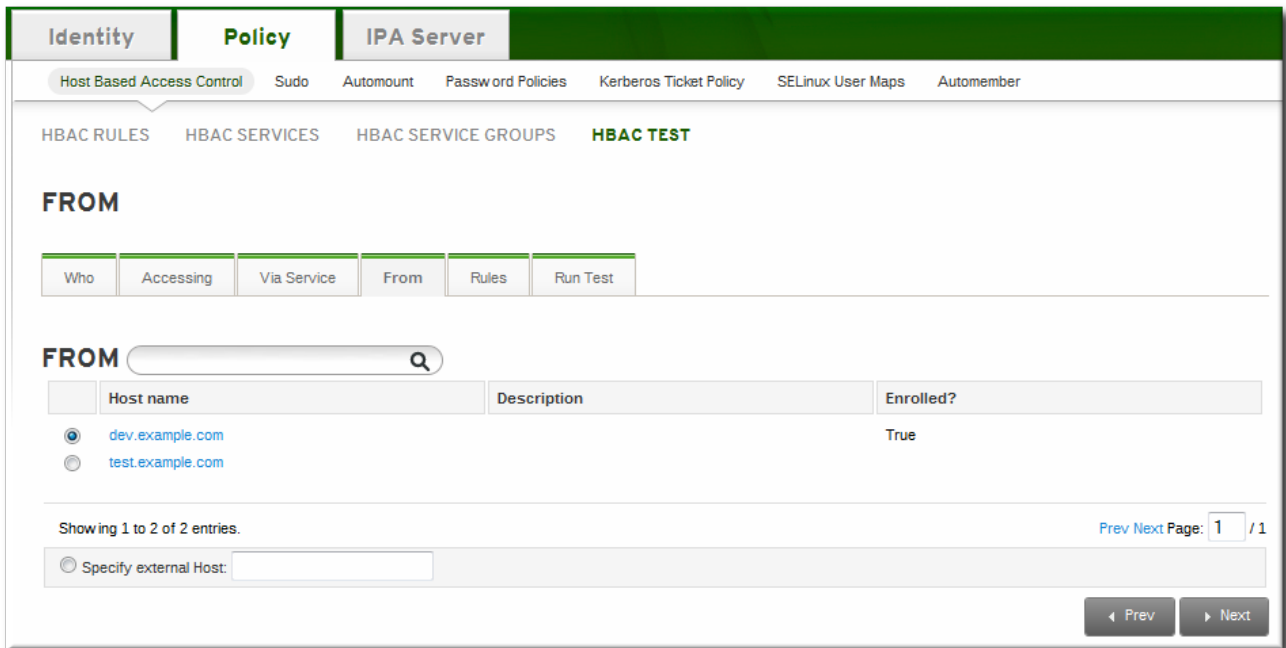 Identity Policy IPA Server
Host Based Access Control Sudo Automount Password Policies Kerberos Ticket Policy SELinux User Maps Automember
HBAC RULES HBAC SERVICES HBAC SERVICE GROUPS HBAC TEST
FROM
Who Accessing Via Service From Rules Run Test
FROM
Host name Description Enrolled?
dev.example.com True
test.example.com
Showing 1 to 2 of 2 entries. Prev Next Page: 1 / 1
Specify external Host:
Prev Next